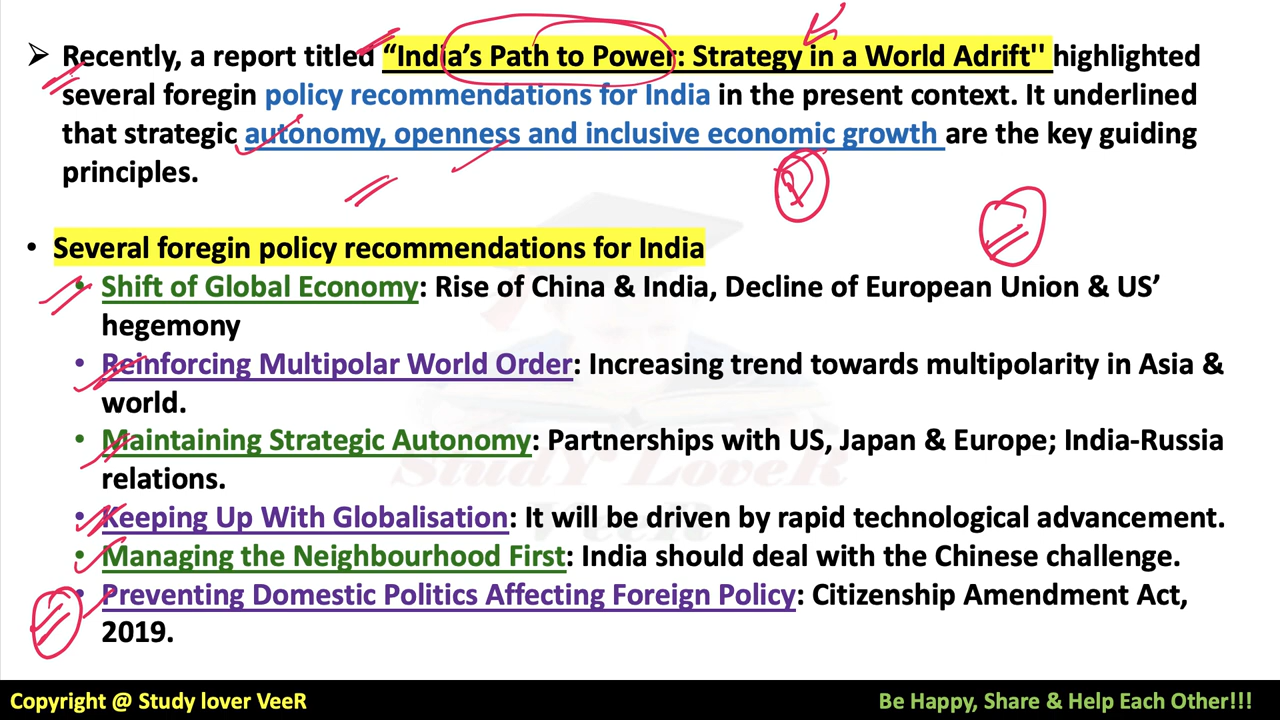 ➢ Recently, a report titled “India’s Path to Power: Strategy in a World Adrift'' highlighted
several foregin policy recommendations for India in the present context. It underlined
that strategic autonomy, openness and inclusive economic growth are the key guiding
principles.
• Several foregin policy recommendations for India
• Shift of Global Economy: Rise of China & India, Decline of European Union & US’
hegemony
• Reinforcing Multipolar World Order: Increasing trend towards multipolarity in Asia &
world.
• Maintaining Strategic Autonomy: Partnerships with US, Japan & Europe; India-Russia
relations.
• Keeping Up With Globalisation: It will be driven by rapid technological advancement.
• Managing the Neighbourhood First: India should deal with the Chinese challenge.
• Preventing Domestic Politics Affecting Foreign Policy: Citizenship Amendment Act,
2019.
StudY LoveR
VeeR
Copyright @ Study lover VeeR
Be Happy, Share & Help Each Other!!!